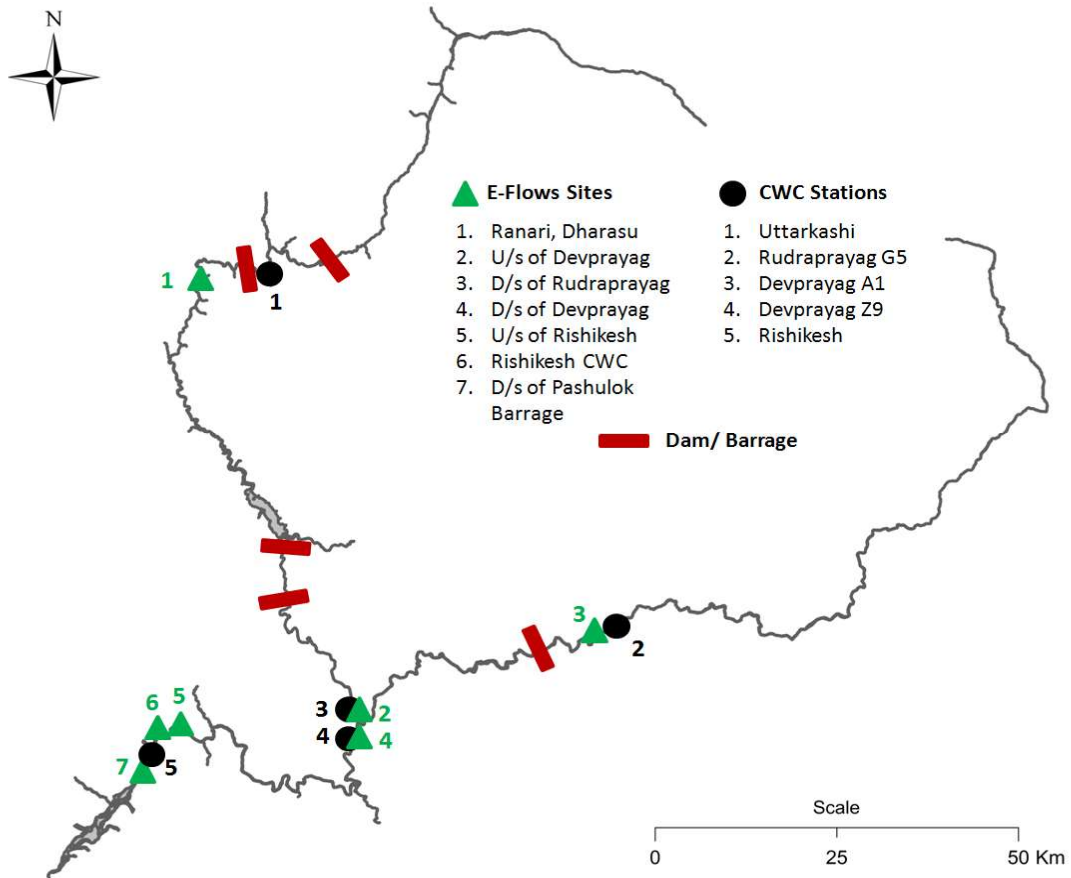 N
E-Flows Sites
1. Ranari, Dharasu
2. U/s of Devprayag
3. D/s of Rudraprayag
4. D/s of Devprayag
5. U/s of Rishikesh
6. Rishikesh CWC
7. D/s of Pashulok
Barrage
CWC Stations
1. Uttarkashi
2. Rudraprayag G5
3. Devprayag A1
4. Devprayag Z9
5. Rishikesh
Dam/ Barrage
1
1
3
2
3
2
4
4
6
5
5
7
Scale
0
25
50 Km